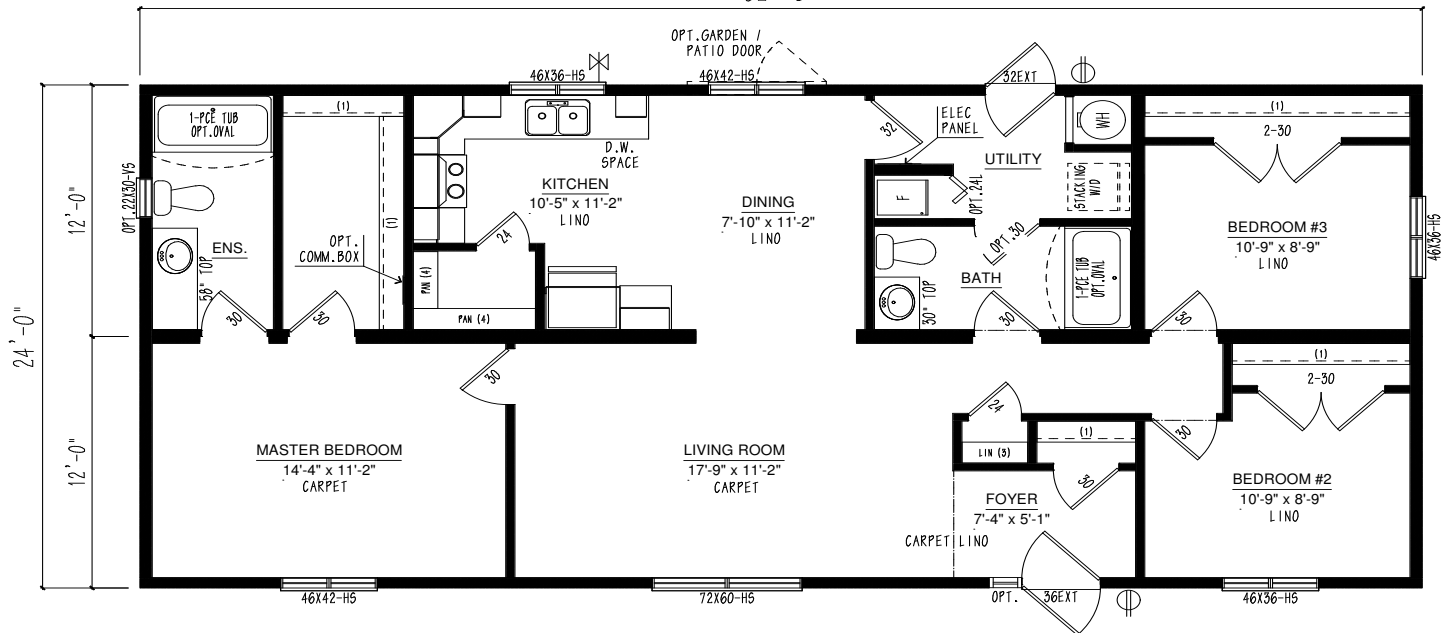 OPT.GARDEN /
PATIO DOOR
46X36-HS
46X42-HS
32EXT
1-PCE TUB
OPT.OVAL
(1)
D.W.
SPACE
32
ELEC
PANEL
WH
(1)
2-30
UTILITY
STACKING
W/D
OPT.24L
F
KITCHEN
10'-5" x 11'-2"
LINO
DINING
7'-10" x 11'-2"
LINO
BEDROOM #3
10'-9" x 8'-9"
LINO
46X36-HS
OPT.22X30-VS
12'-0"
(1)
OPT.
COMM.BOX
24
ENS.
58" TOP
30
30
PAN (4)
PAN (4)
OPT.30
BATH
30" TOP
30
1-PCE TUB
OPT.OVAL
30
24'-0"
12'-0"
30
(1)
2-30
24
LIN (3)
(1)
30
30
MASTER BEDROOM
14'-4" x 11'-2"
CARPET
LIVING ROOM
17'-9" x 11'-2"
CARPET
FOYER
7'-4" x 5'-1"
CARPET LINO
BEDROOM #2
10'-9" x 8'-9"
LINO
46X42-HS
72X60-HS
OPT.
36EXT
46X36-HS